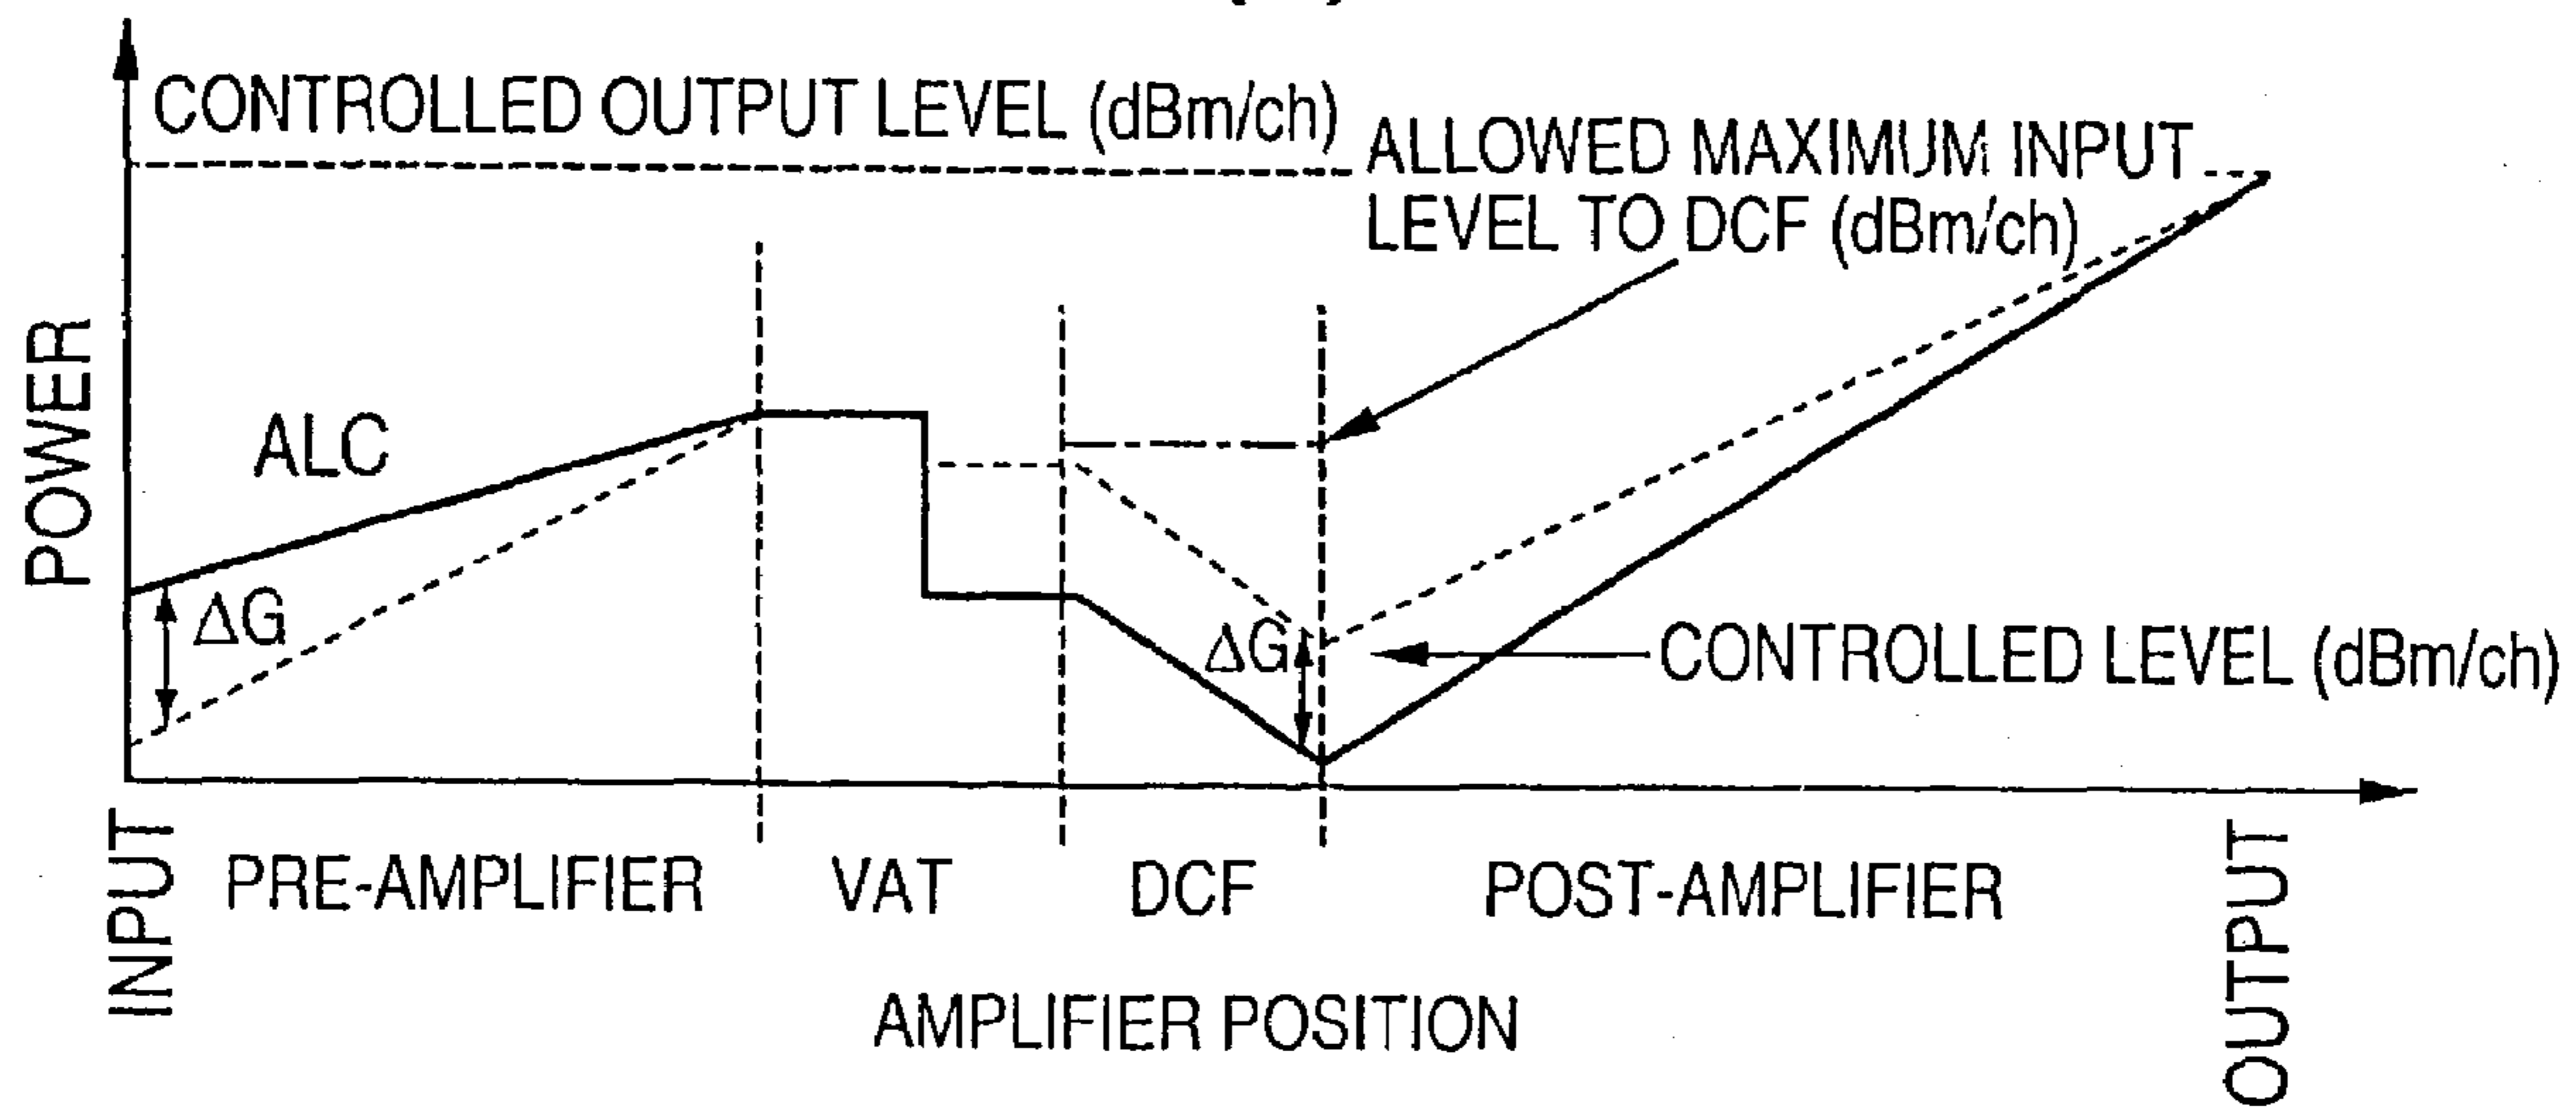 CONTROLLED OUTPUT LEVEL (dBm/ch)
ALLOWED MAXIMUM INPUT
LEVEL TO DCF (dBm/ch)
POWER
ALC
ΔG
ΔG
CONTROLLED LEVEL (dBm/ch)
INPUT
PRE-AMPLIFIER
VAT
DCF
POST-AMPLIFIER
OUTPUT
AMPLIFIER POSITION